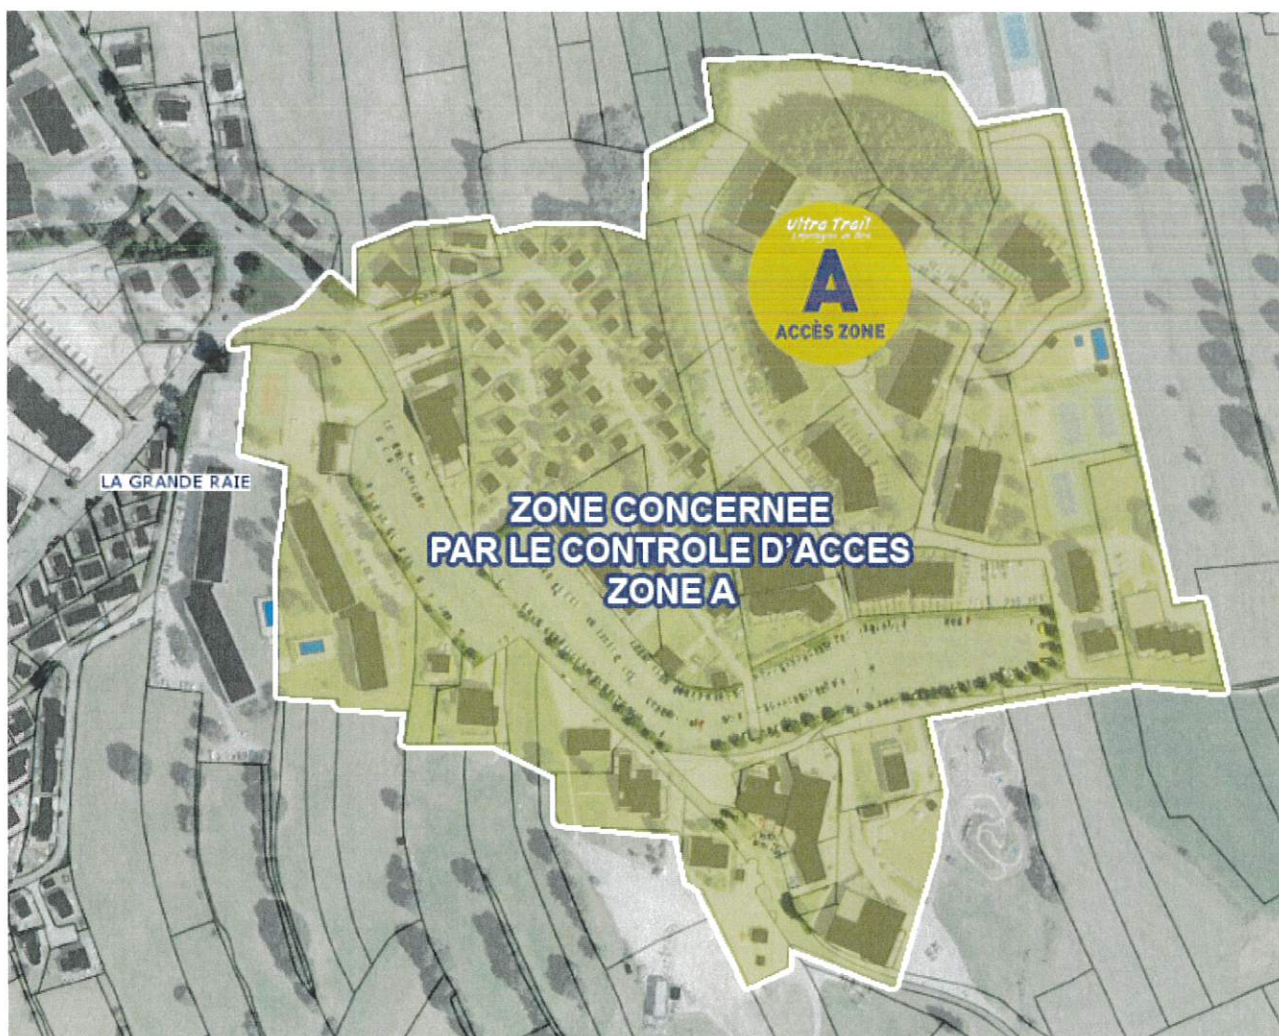 Ultra Trail
A
ACCÈS ZONE
LA GRANDE RAIE
ZONE CONCERNEE
PAR LE CONTROLE D'ACCES
ZONE A